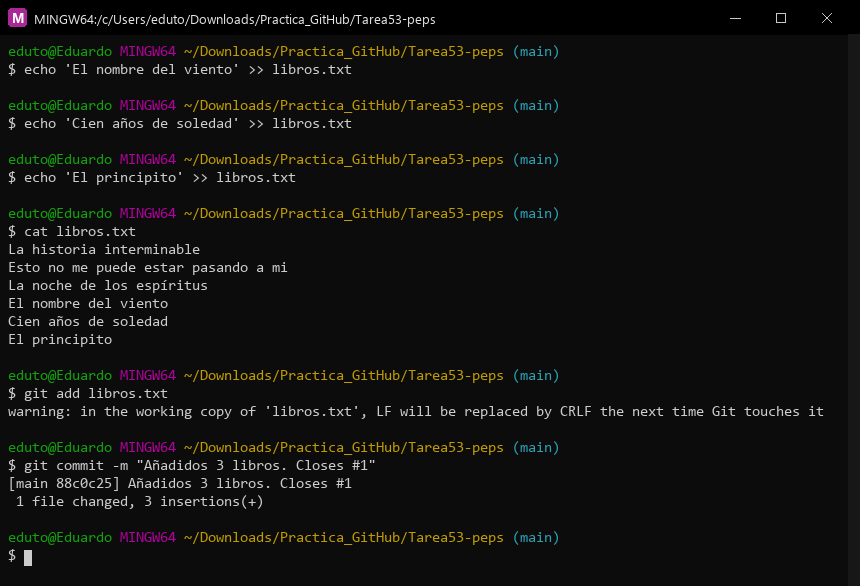 M MINGW64:/c/Users/eduto/Downloads/Practica_GitHub/Tarea53-peps
eduto@Eduardo MINGW64 ~/Downloads/Practica_GitHub/Tarea53-peps (main)
$ echo 'El nombre del viento' >> libros.txt
eduto@Eduardo MINGW64 ~/Downloads/Practica_GitHub/Tarea53-peps (main)
$ echo 'Cien años de soledad' >> libros.txt
eduto@Eduardo MINGW64 ~/Downloads/Practica_GitHub/Tarea53-peps (main)
$ echo 'El principito' >> libros.txt
eduto@Eduardo MINGW64 ~/Downloads/Practica_GitHub/Tarea53-peps (main)
$ cat libros.txt
La historia interminable
Esto no me puede estar pasando a mi
La noche de los espíritus
El nombre del viento
Cien años de soledad
El principito
eduto@Eduardo MINGW64 ~/Downloads/Practica_GitHub/Tarea53-peps (main)
$ git add libros.txt
warning: in the working copy of 'libros.txt', LF will be replaced by CRLF the next time Git touches it
eduto@Eduardo MINGW64 ~/Downloads/Practica_GitHub/Tarea53-peps (main)
$ git commit -m "Añadidos 3 libros. Closes #1"
[main 88c0c25] Añadidos 3 libros. Closes #1
 1 file changed, 3 insertions(+)
eduto@Eduardo MINGW64 ~/Downloads/Practica_GitHub/Tarea53-peps (main)
$